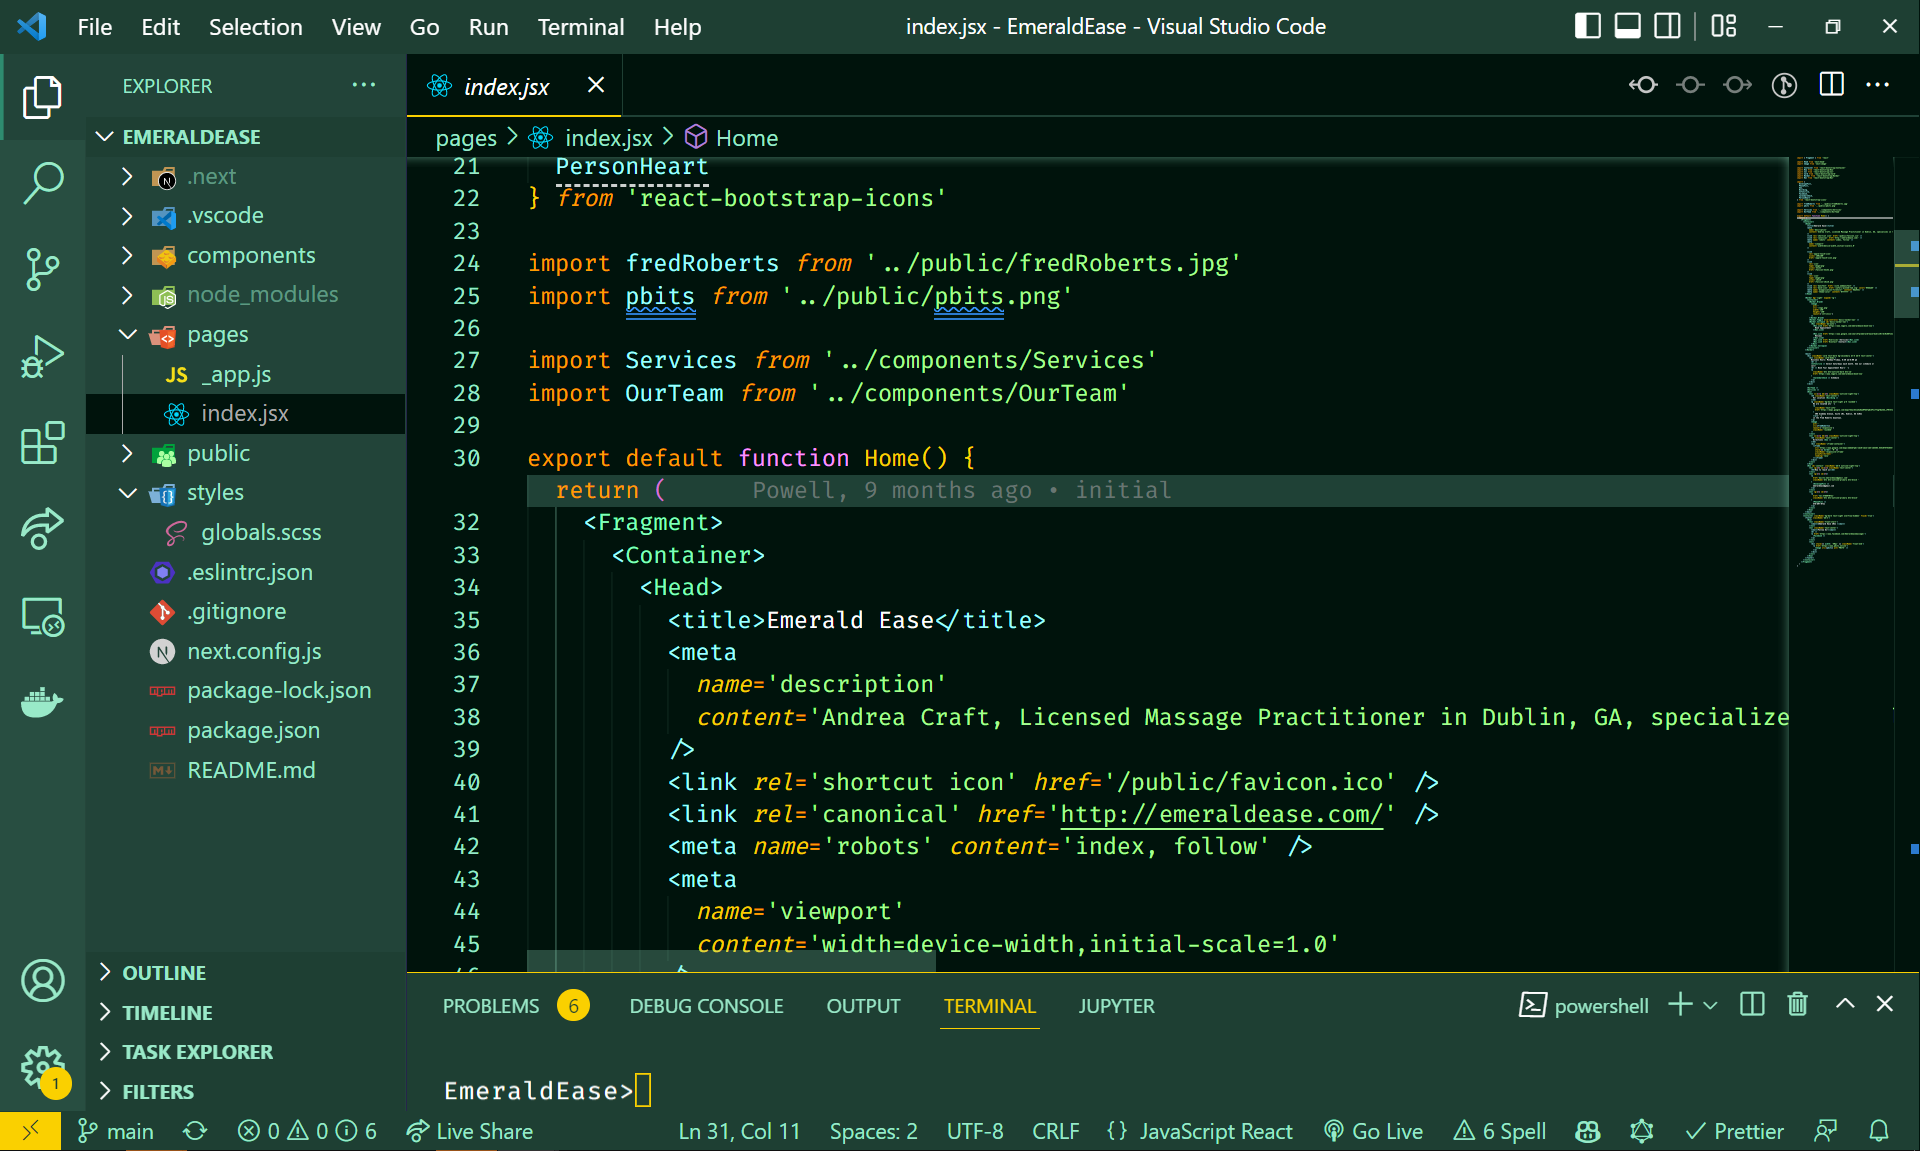 File Edit Selection View Go Run Terminal Help
index.jsx - EmeraldEase - Visual Studio Code
EXPLORER
EMERALDEASE
.next
.vscode
components
node_modules
pages
JS _app.js
index.jsx
public
styles
globals.scss
.eslintrc.json
.gitignore
next.config.js
package-lock.json
package.json
README.md
OUTLINE
TIMELINE
TASK EXPLORER
FILTERS
1
index.jsx
pages > index.jsx > Home
21 PersonHeart
22 } from 'react-bootstrap-icons'
23
24 import fredRoberts from '../public/fredRoberts.jpg'
25 import pbits from '../public/pbits.png'
26
27 import Services from '../components/Services'
28 import OurTeam from '../components/OurTeam'
29
30 export default function Home() {
return ( Powell, 9 months ago • initial
32 <Fragment>
33 <Container>
34 <Head>
35 <title>Emerald Ease</title>
36 <meta
37 name='description'
38 content='Andrea Craft, Licensed Massage Practitioner in Dublin, GA, specialize
39 />
40 <link rel='shortcut icon' href='/public/favicon.ico' />
41 <link rel='canonical' href='http://emeraldease.com/' />
42 <meta name='robots' content='index, follow' />
43 <meta
44 name='viewport'
45 content='width=device-width,initial-scale=1.0'
PROBLEMS 6 DEBUG CONSOLE OUTPUT TERMINAL JUPYTER
powershell
EmeraldEase>
main 0 0 6 Live Share
Ln 31, Col 11 Spaces: 2 UTF-8 CRLF {} JavaScript React Go Live 6 Spell Prettier